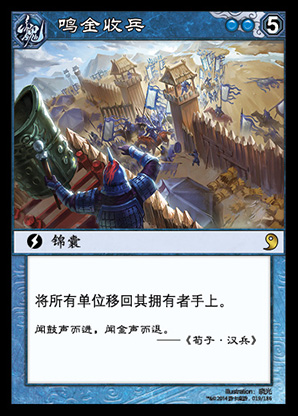 鸣金收兵
5
锦囊
将所有单位移回其拥有者手上。
闻鼓声而进，闻金声而退。
——《荀子·汉兵》